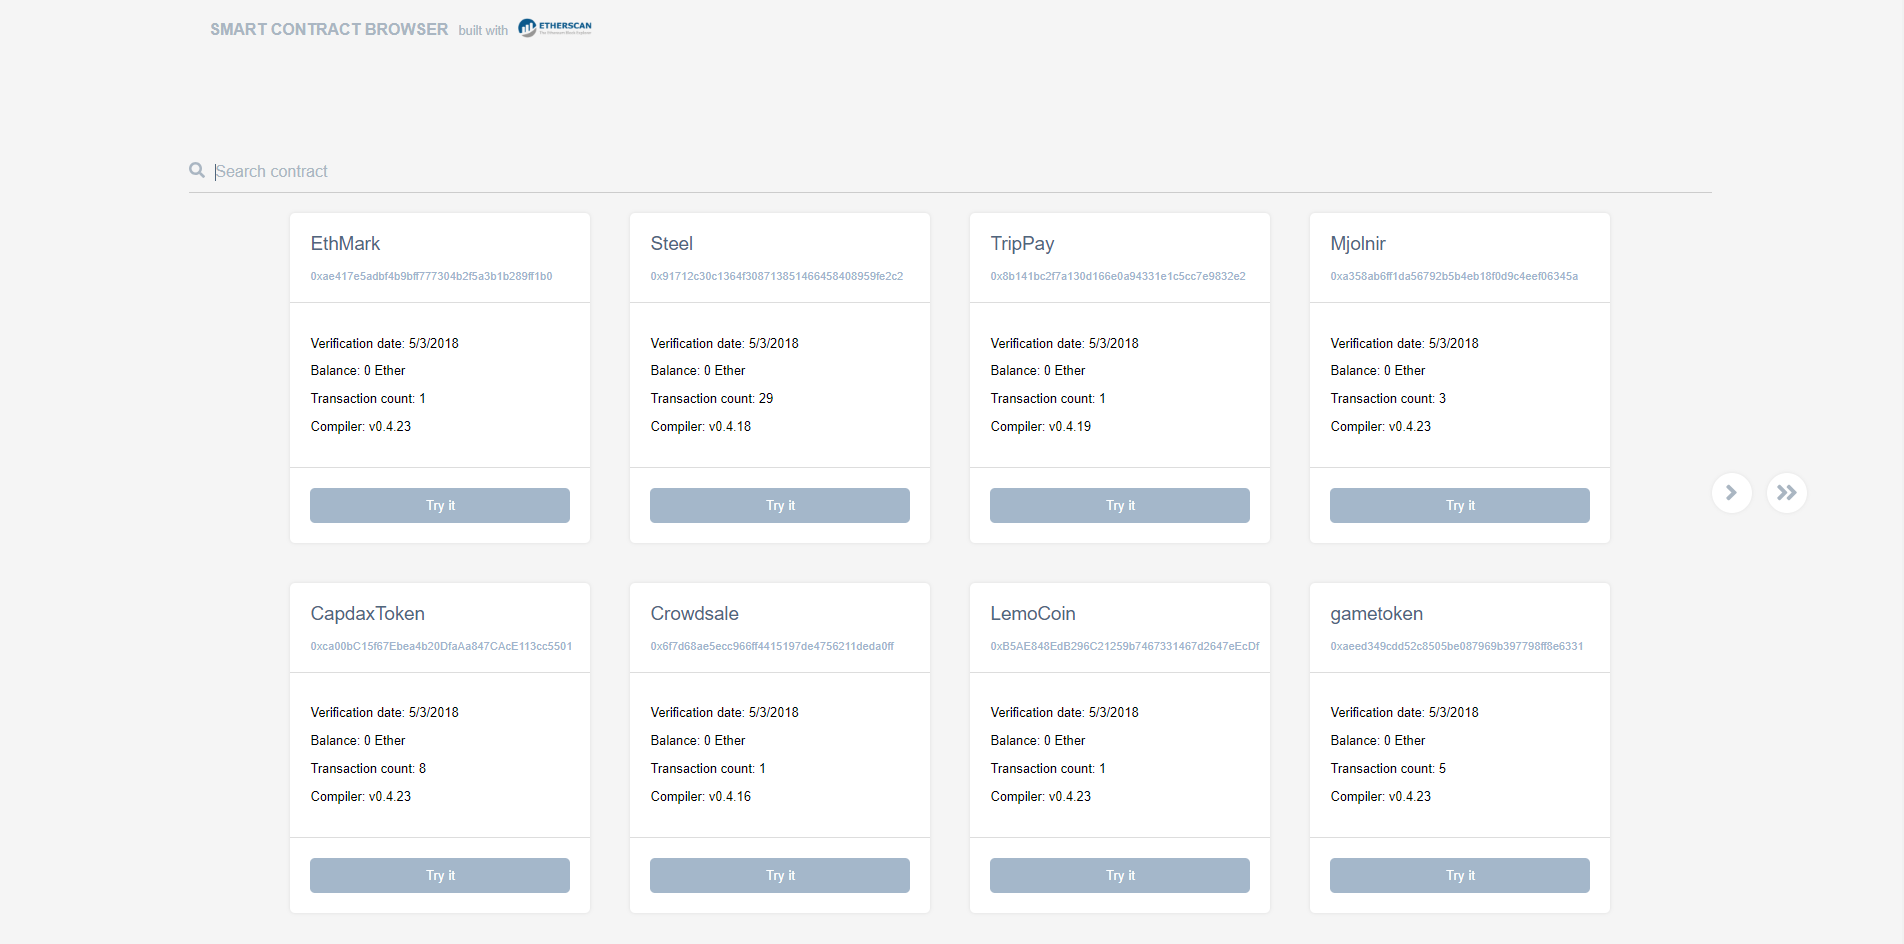 SMART CONTRACT BROWSER built with ETHERSCAN
Search contract
EthMark
0xae417e5adbf4b9bff777304b2f5a3b1b289ff1b0
Verification date: 5/3/2018
Balance: 0 Ether
Transaction count: 1
Compiler: v0.4.23
Try it
Steel
0x91712c30c1364f308713851466458408959fe2c2
Verification date: 5/3/2018
Balance: 0 Ether
Transaction count: 29
Compiler: v0.4.18
Try it
TripPay
0x8b141bc2f7a130d166e0a94331e1c5cc7e9832e2
Verification date: 5/3/2018
Balance: 0 Ether
Transaction count: 1
Compiler: v0.4.19
Try it
Mjolnir
0xa358ab6ff1da56792b5b4eb18f0d9c4eef06345a
Verification date: 5/3/2018
Balance: 0 Ether
Transaction count: 3
Compiler: v0.4.23
Try it
CapdaxToken
0xca00bC15f67Ebea4b20DfaAa847CAcE113cc5501
Verification date: 5/3/2018
Balance: 0 Ether
Transaction count: 8
Compiler: v0.4.23
Try it
Crowdsale
0x6f7d68ae5ecc966ff4415197de4756211deda0ff
Verification date: 5/3/2018
Balance: 0 Ether
Transaction count: 1
Compiler: v0.4.16
Try it
LemoCoin
0xB5AE848EdB296C21259b7467331467d2647eEcDf
Verification date: 5/3/2018
Balance: 0 Ether
Transaction count: 1
Compiler: v0.4.23
Try it
gametoken
0xaeed349cdd52c8505be087969b397798ff8e6331
Verification date: 5/3/2018
Balance: 0 Ether
Transaction count: 5
Compiler: v0.4.23
Try it